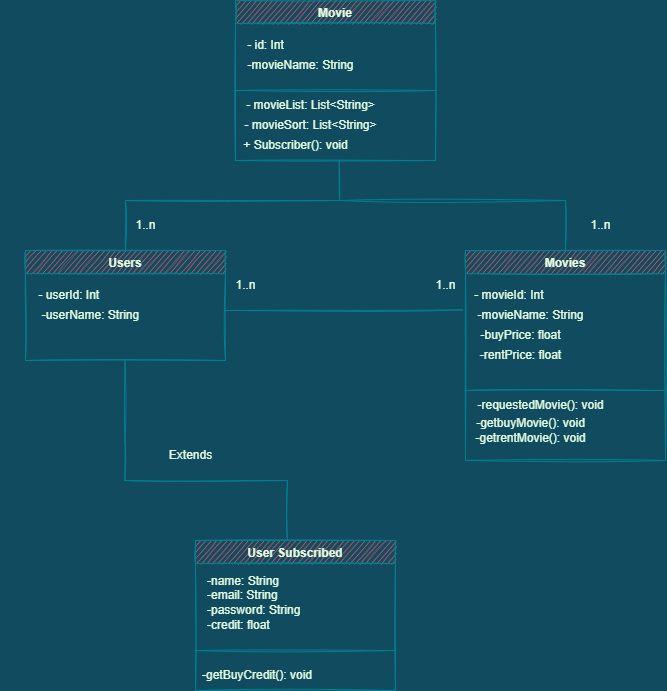 Movie
- id: Int
-movieName: String
- movieList: List<String>
- movieSort: List<String>
+ Subscriber(): void
1..n
1..n
Users
- userId: Int
-userName: String
1..n
1..n
Movies
- movieId: Int
-movieName: String
-buyPrice: float
-rentPrice: float
-requestedMovie(): void
-getbuyMovie(): void
-getrentMovie(): void
Extends
User Subscribed
-name: String
-email: String
-password: String
-credit: float
-getBuyCredit(): void